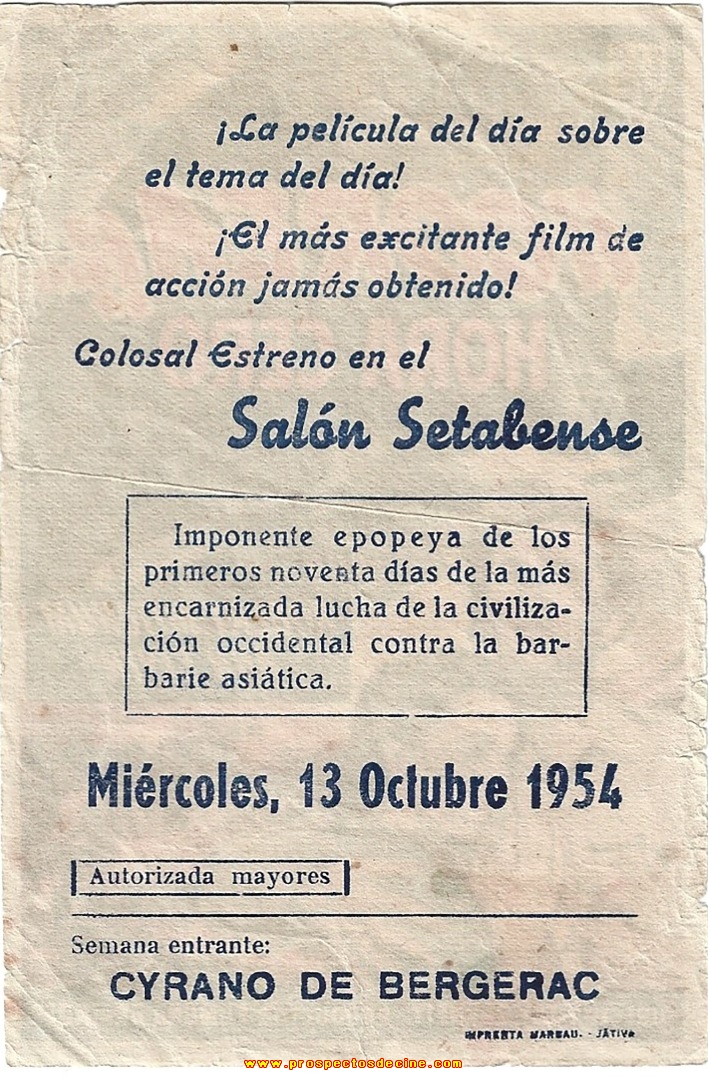 ¡La película del día sobre
el tema del día!
¡El más excitante film de
acción jamás obtenido!
Colosal Estreno en el
Salón Setabense
Imponente epopeya de los
primeros noventa días de la más
encarnizada lucha de la civiliza-
ción occidental contra la bar-
barie asiática.
Miércoles, 13 Octubre 1954
Autorizada mayores
Semana entrante:
CYRANO DE BERGERAC
IMPRENTA MAREAU. - JÁTIVA
www.prospectosdecine.com